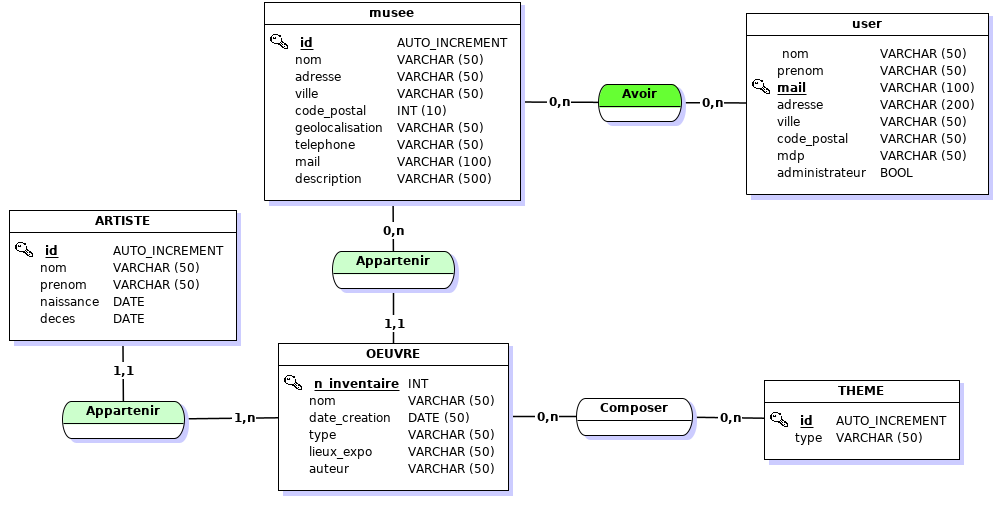 musee
id AUTO_INCREMENT
nom VARCHAR (50)
adresse VARCHAR (50)
ville VARCHAR (50)
code_postal INT (10)
geolocalisation VARCHAR (50)
telephone VARCHAR (50)
mail VARCHAR (100)
description VARCHAR (500)
0,n
Avoir
0,n
user
nom VARCHAR (50)
prenom VARCHAR (50)
mail VARCHAR (100)
adresse VARCHAR (200)
ville VARCHAR (50)
code_postal VARCHAR (50)
mdp VARCHAR (50)
administrateur BOOL
0,n
Appartenir
1,1
ARTISTE
id AUTO_INCREMENT
nom VARCHAR (50)
prenom VARCHAR (50)
naissance DATE
deces DATE
1,1
Appartenir
1,n
OEUVRE
n_inventaire INT
nom VARCHAR (50)
date_creation DATE (50)
type VARCHAR (50)
lieux_expo VARCHAR (50)
auteur VARCHAR (50)
0,n
Composer
0,n
THEME
id AUTO_INCREMENT
type VARCHAR (50)